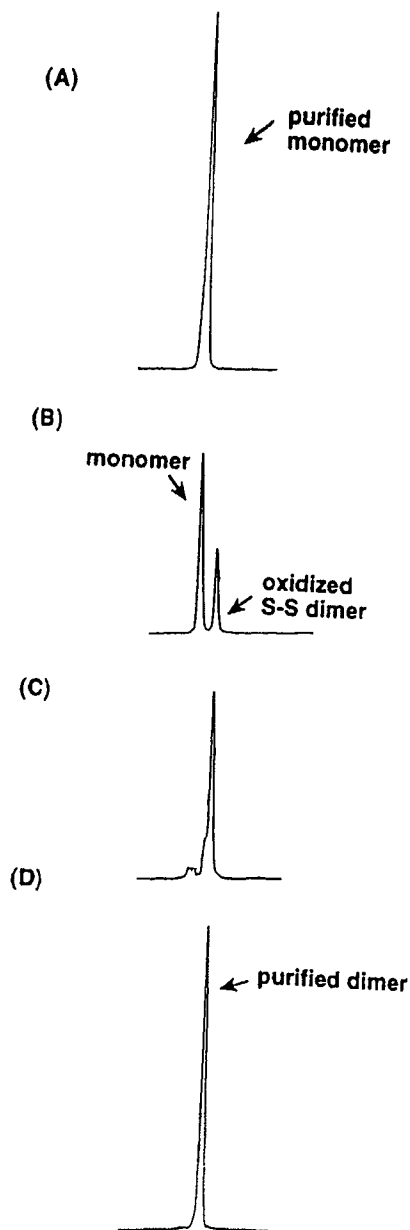 (A)
purified
monomer
(B)
monomer
oxidized
S-S dimer
(C)
(D)
purified dimer